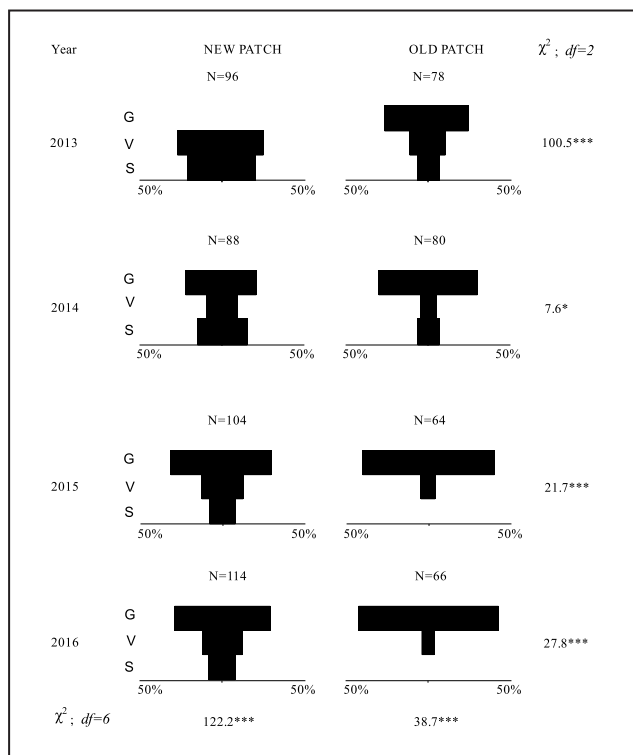 Year NEW PATCH OLD PATCH χ² ; df=2
N=96 N=78
G
2013 V 100.5***
S
50% 50% 50% 50%
N=88 N=80
G
2014 V 7.6*
S
50% 50% 50% 50%
N=104 N=64
G
2015 V 21.7***
S
50% 50% 50% 50%
N=114 N=66
G
2016 V 27.8***
S
50% 50% 50% 50%
χ² ; df=6 122.2*** 38.7***